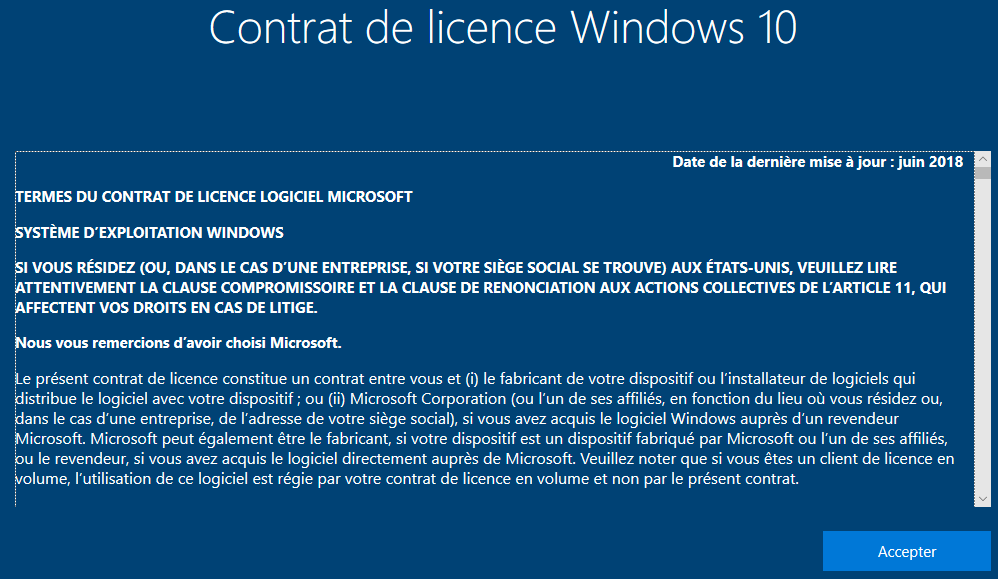 Contrat de licence Windows 10
Date de la dernière mise à jour : juin 2018
TERMES DU CONTRAT DE LICENCE LOGICIEL MICROSOFT
SYSTÈME D’EXPLOITATION WINDOWS
SI VOUS RÉSIDEZ (OU, DANS LE CAS D’UNE ENTREPRISE, SI VOTRE SIÈGE SOCIAL SE TROUVE) AUX ÉTATS-UNIS, VEUILLEZ LIRE
ATTENTIVEMENT LA CLAUSE COMPROMISSOIRE ET LA CLAUSE DE RENONCIATION AUX ACTIONS COLLECTIVES DE L’ARTICLE 11, QUI
AFFECTENT VOS DROITS EN CAS DE LITIGE.
Nous vous remercions d’avoir choisi Microsoft.
Le présent contrat de licence constitue un contrat entre vous et (i) le fabricant de votre dispositif ou l’installateur de logiciels qui
distribue le logiciel avec votre dispositif ; ou (ii) Microsoft Corporation (ou l’un de ses affiliés, en fonction du lieu où vous résidez ou,
dans le cas d’une entreprise, de l’adresse de votre siège social), si vous avez acquis le logiciel Windows auprès d’un revendeur
Microsoft. Microsoft peut également être le fabricant, si votre dispositif est un dispositif fabriqué par Microsoft ou l’un de ses affiliés,
ou le revendeur, si vous avez acquis le logiciel directement auprès de Microsoft. Veuillez noter que si vous êtes un client de licence en
volume, l’utilisation de ce logiciel est régie par votre contrat de licence en volume et non par le présent contrat.
Accepter